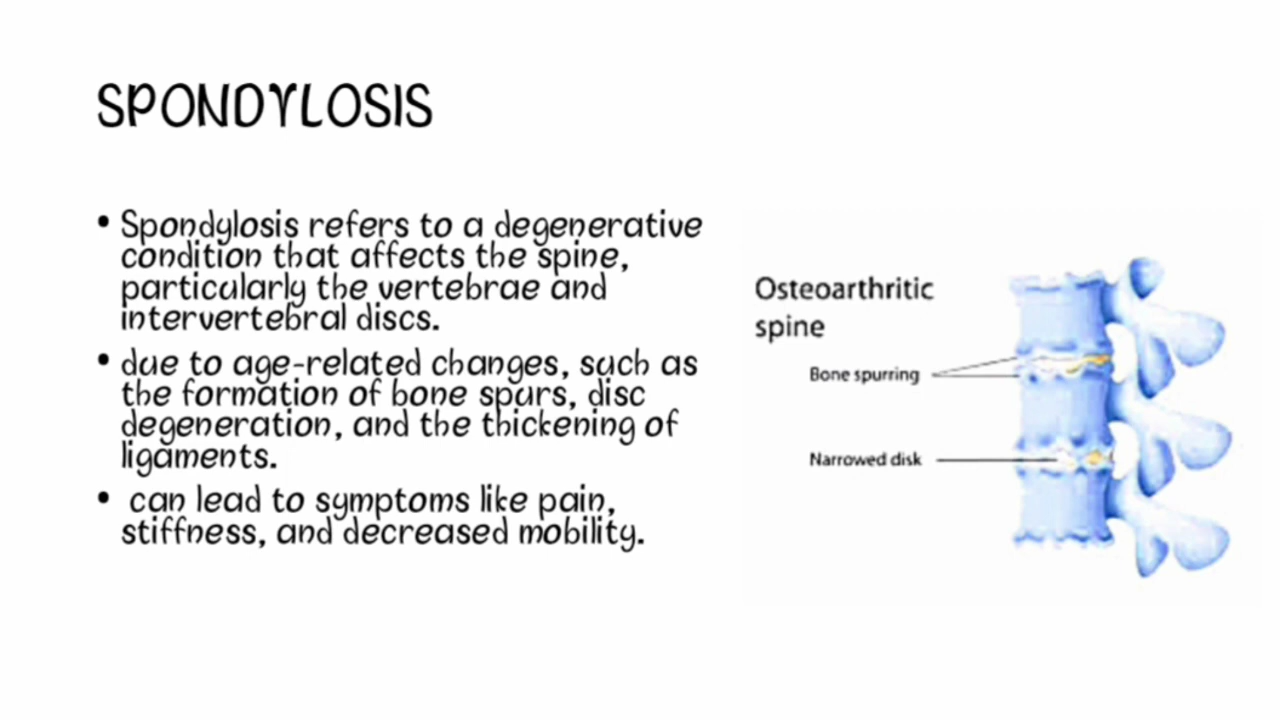 SPONDYLOSIS
• Spondylosis refers to a degenerative
condition that affects the spine,
particularly the vertebrae and
intervertebral discs.
• due to age-related changes, such as
the formation of bone spurs, disc
degeneration, and the thickening of
ligaments.
• can lead to symptoms like pain,
stiffness, and decreased mobility.
Osteoarthritic
spine
Bone spurring
Narrowed disk